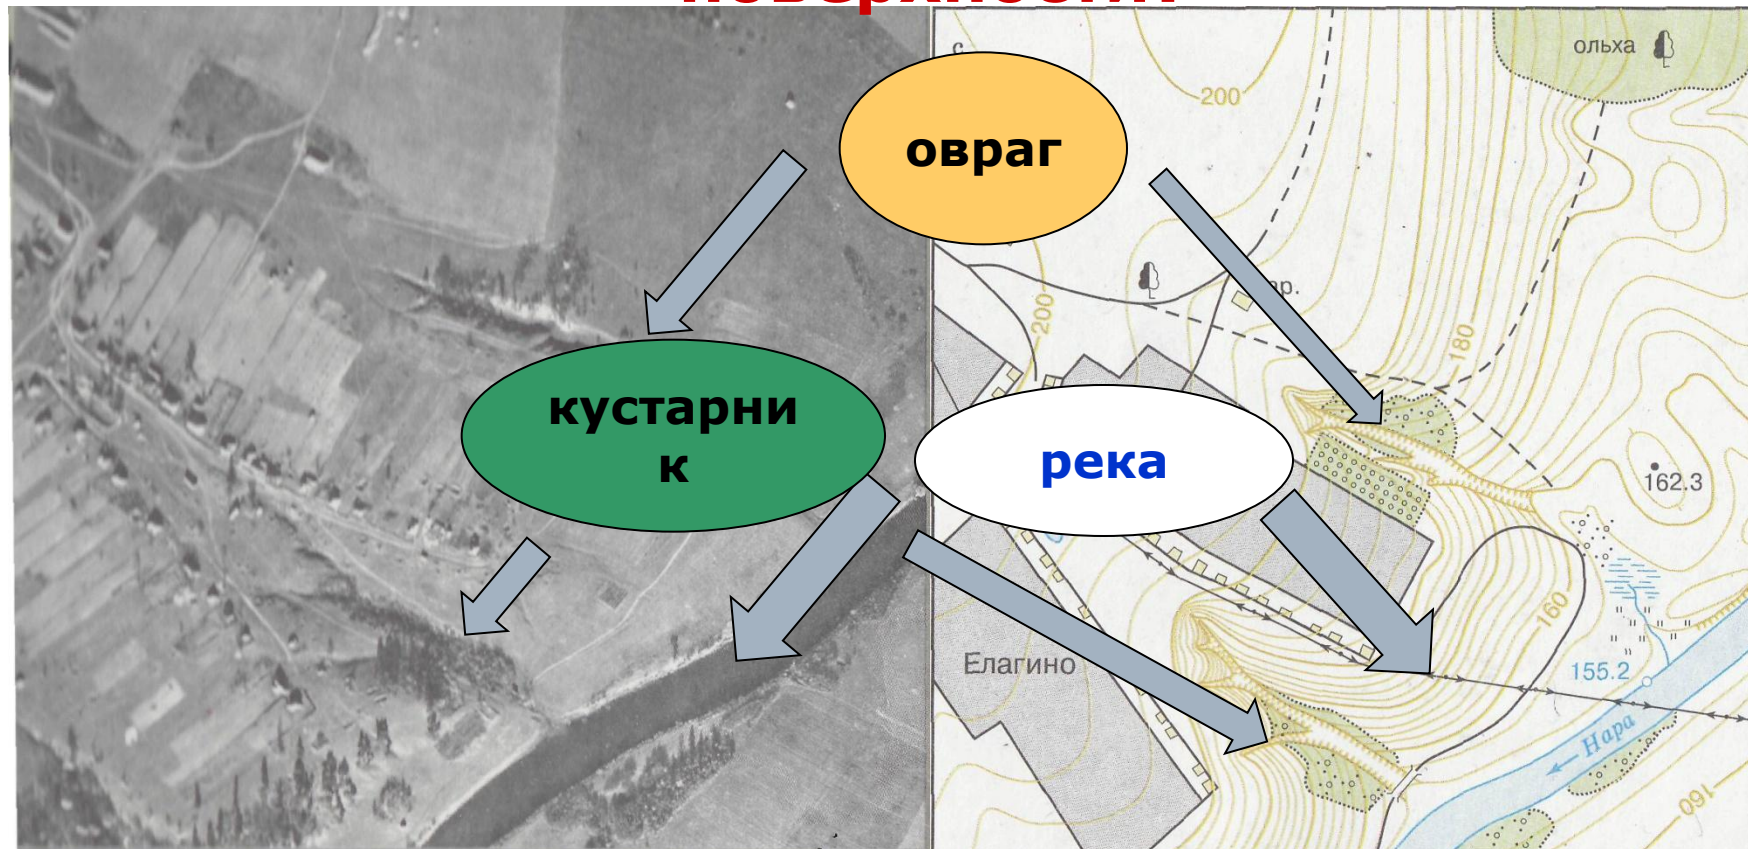 ольха
200
овраг
200
180
кустарни
к
река
162.3
160
Елагино
155.2
Нара
160